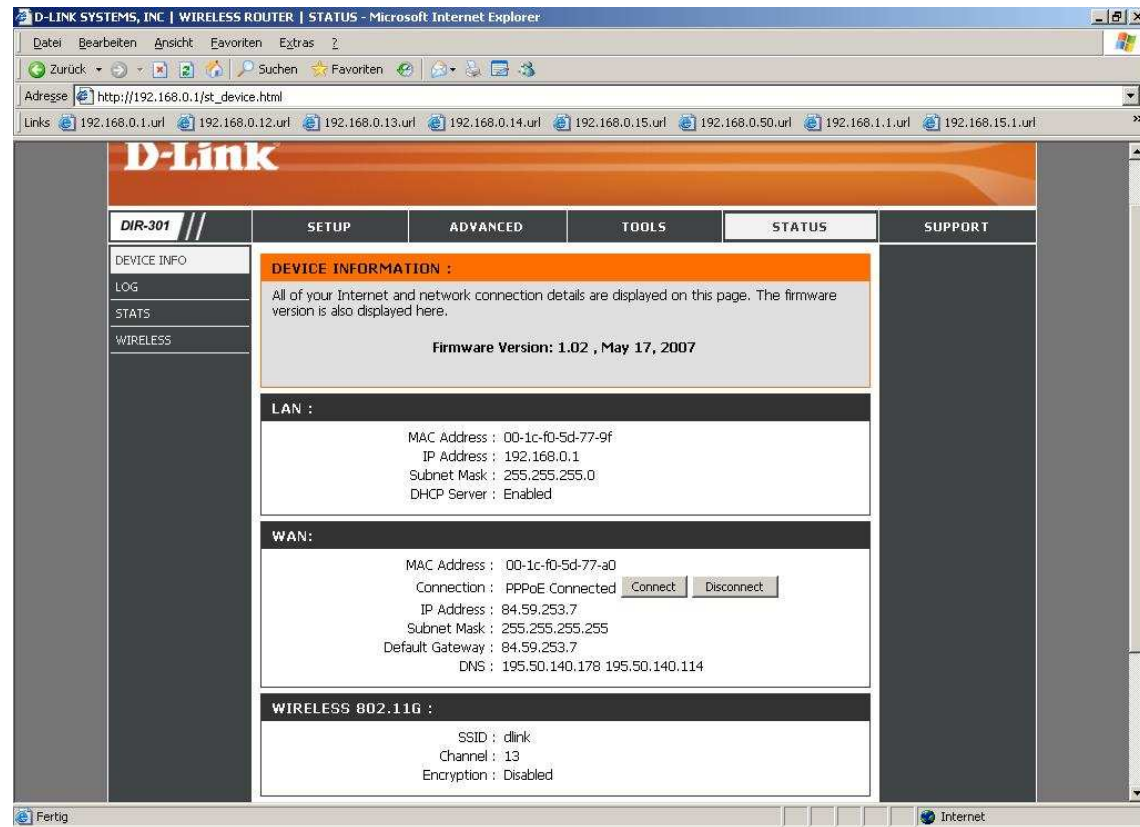 D-LINK SYSTEMS, INC | WIRELESS ROUTER | STATUS - Microsoft Internet Explorer
Datei Bearbeiten Ansicht Favoriten Extras ?
Zurück Suchen Favoriten
Adresse http://192.168.0.1/st_device.html
Links 192.168.0.1.url 192.168.0.12.url 192.168.0.13.url 192.168.0.14.url 192.168.0.15.url 192.168.0.50.url 192.168.1.1.url 192.168.15.1.url »
D-Link
DIR-301 SETUP ADVANCED TOOLS STATUS SUPPORT
DEVICE INFO
LOG
STATS
WIRELESS
DEVICE INFORMATION :
All of your Internet and network connection details are displayed on this page. The firmware
version is also displayed here.
Firmware Version: 1.02 , May 17, 2007
LAN :
MAC Address : 00-1c-f0-5d-77-9f
IP Address : 192.168.0.1
Subnet Mask : 255.255.255.0
DHCP Server : Enabled
WAN:
MAC Address : 00-1c-f0-5d-77-a0
Connection : PPPoE Connected Connect Disconnect
IP Address : 84.59.253.7
Subnet Mask : 255.255.255.255
Default Gateway : 84.59.253.7
DNS : 195.50.140.178 195.50.140.114
WIRELESS 802.11G :
SSID : dlink
Channel : 13
Encryption : Disabled
Fertig Internet